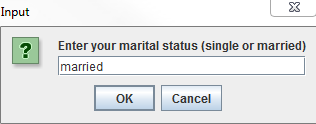 Input
Enter your marital status (single or married)
married
OK
Cancel